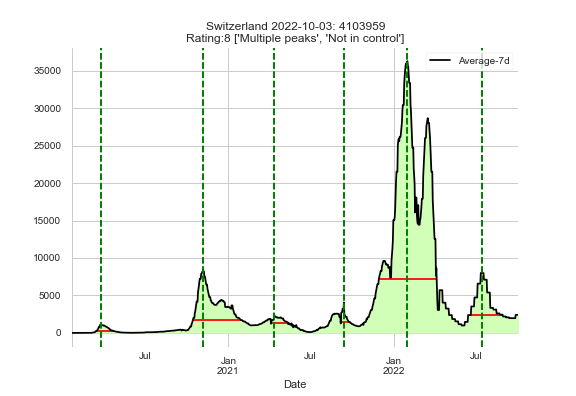 Switzerland 2022-10-03: 4103959
Rating:8 ['Multiple peaks', 'Not in control']
Average-7d
35000
30000
25000
20000
15000
10000
5000
0
Jul
Jan
2021
Jul
Jan
2022
Jul
Date